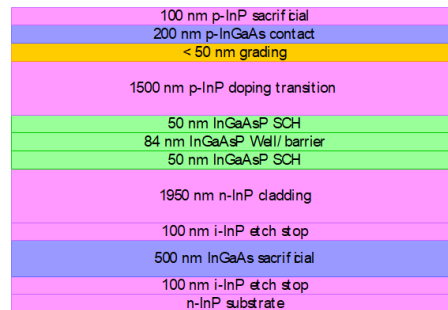 100 nm p-InP sacrificial
200 nm p-InGaAs contact
< 50 nm grading
1500 nm p-InP doping transition
50 nm InGaAsP SCH
84 nm InGaAsP Well/ barrier
50 nm InGaAsP SCH
1950 nm n-InP cladding
100 nm i-InP etch stop
500 nm InGaAs sacrificial
100 nm i-InP etch stop
n-InP substrate